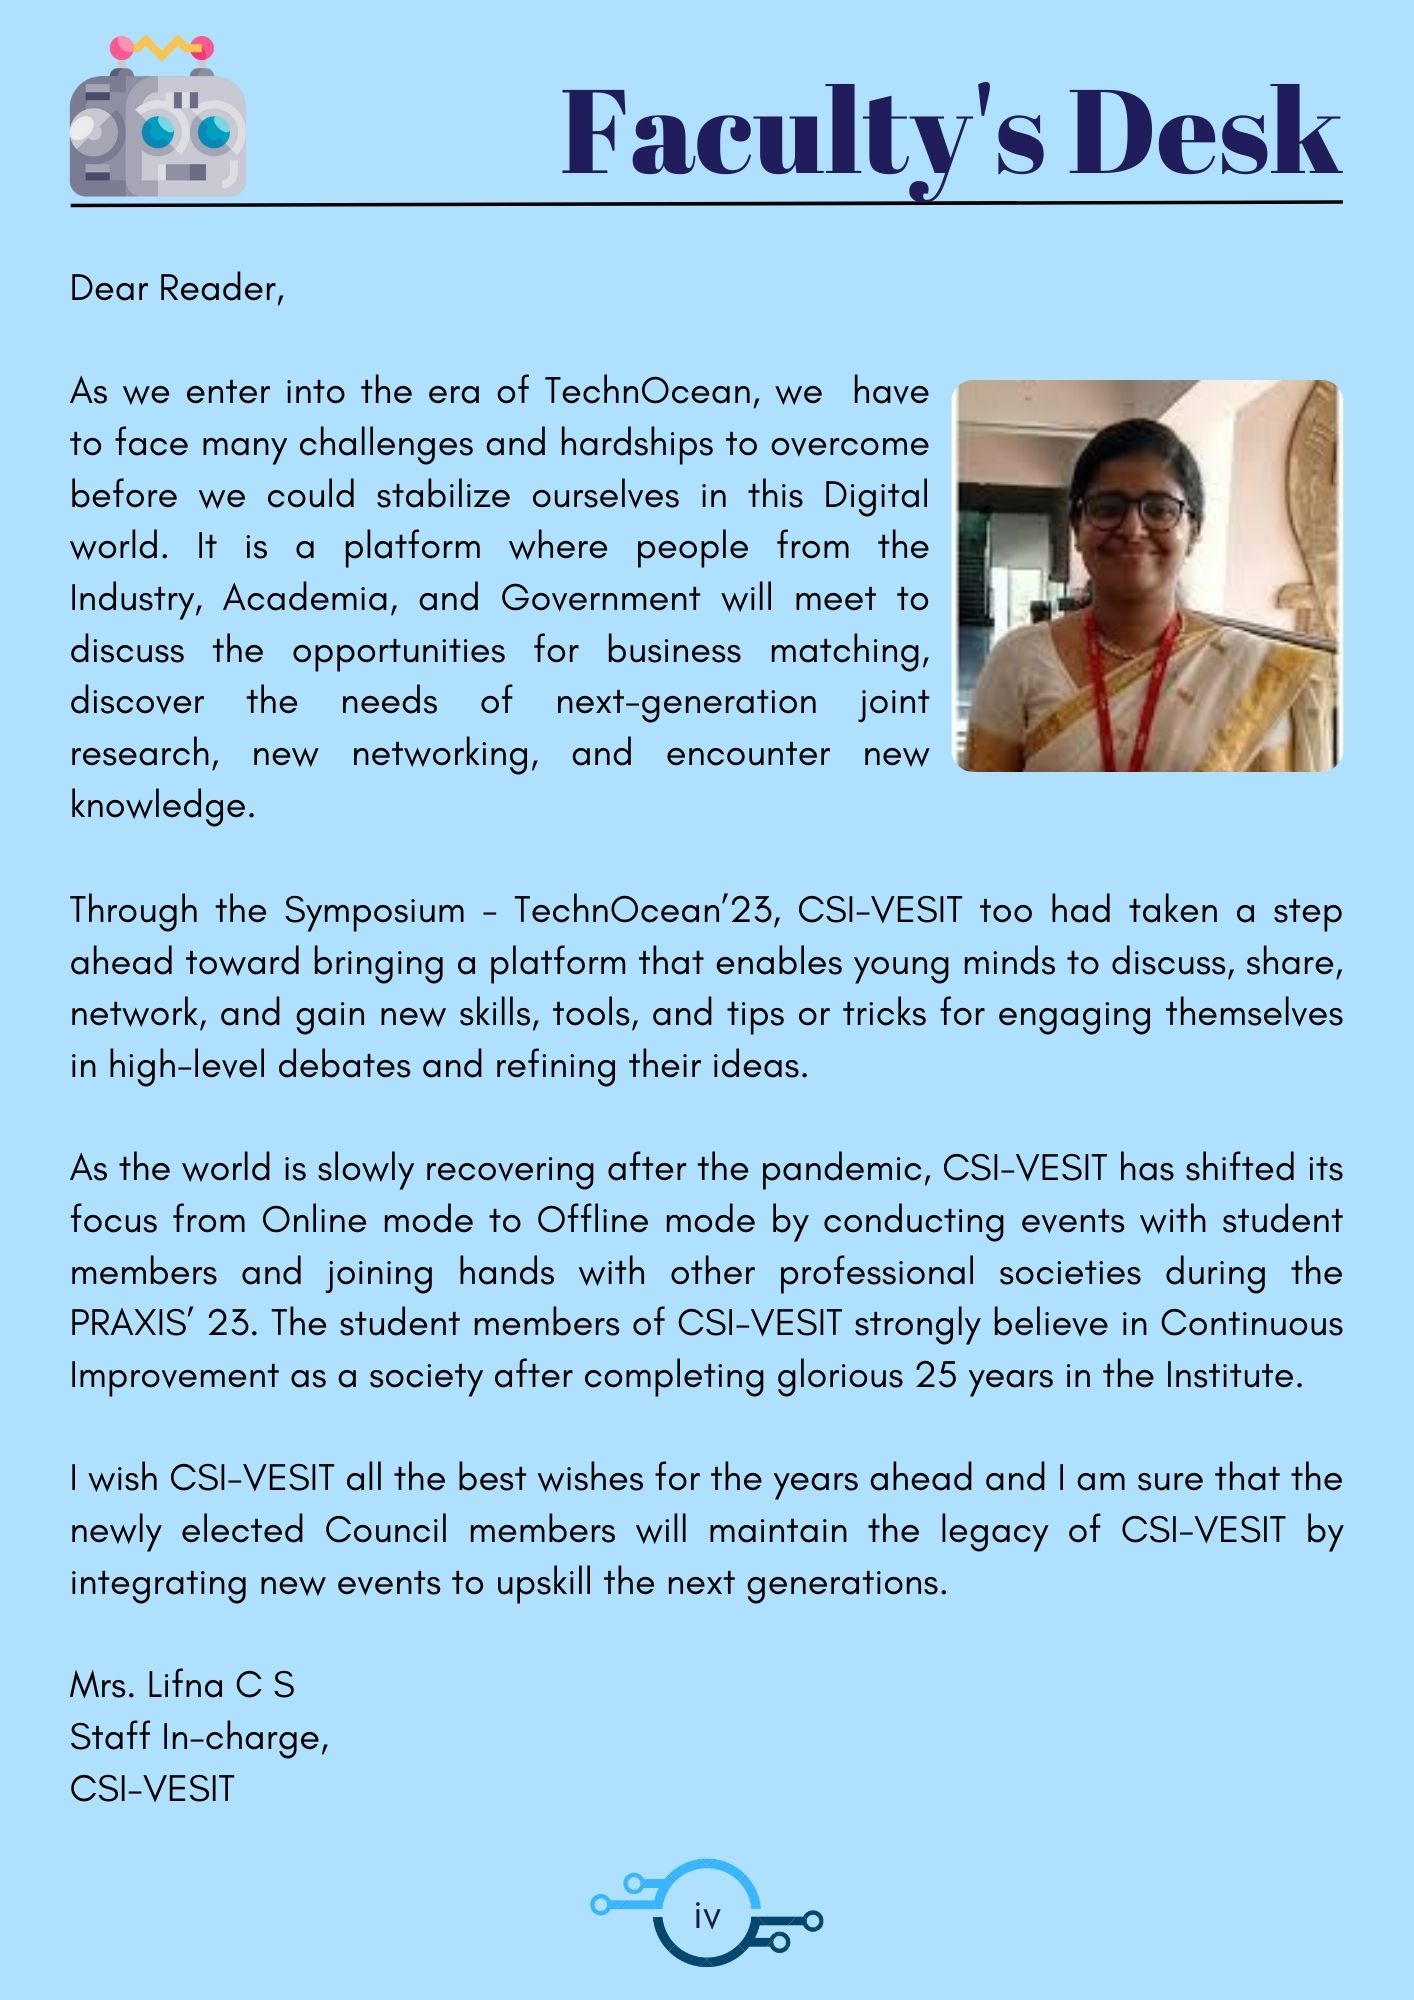 Faculty's Desk
Dear Reader,
As we enter into the era of TechnOcean, we have
to face many challenges and hardships to overcome
before we could stabilize ourselves in this Digital
world. It is a platform where people from the
Industry, Academia, and Government will meet to
discuss the opportunities for business matching,
discover the needs of next-generation joint
research, new networking, and encounter new
knowledge.
Through the Symposium - TechnOcean’23, CSI-VESIT too had taken a step
ahead toward bringing a platform that enables young minds to discuss, share,
network, and gain new skills, tools, and tips or tricks for engaging themselves
in high-level debates and refining their ideas.
As the world is slowly recovering after the pandemic, CSI-VESIT has shifted its
focus from Online mode to Offline mode by conducting events with student
members and joining hands with other professional societies during the
PRAXIS’ 23. The student members of CSI-VESIT strongly believe in Continuous
Improvement as a society after completing glorious 25 years in the Institute.
I wish CSI-VESIT all the best wishes for the years ahead and I am sure that the
newly elected Council members will maintain the legacy of CSI-VESIT by
integrating new events to upskill the next generations.
Mrs. Lifna C S
Staff In-charge,
CSI-VESIT
iv